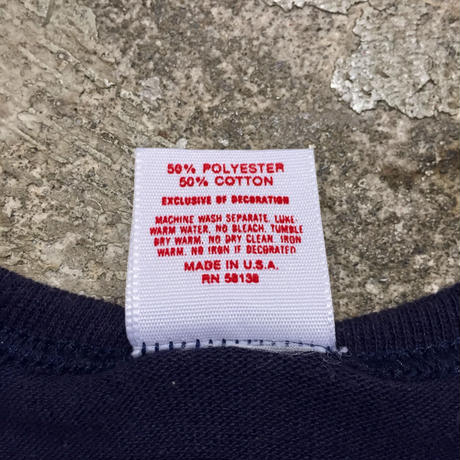 50% POLYESTER
50% COTTON
EXCLUSIVE OF DECORATION
MACHINE WASH SEPARATE. LUKE-
WARM WATER. NO BLEACH. TUMBLE
DRY WARM. NO DRY CLEAN. IRON
WARM. NO IRON IF DECORATED.
MADE IN U.S.A.
RN 58138